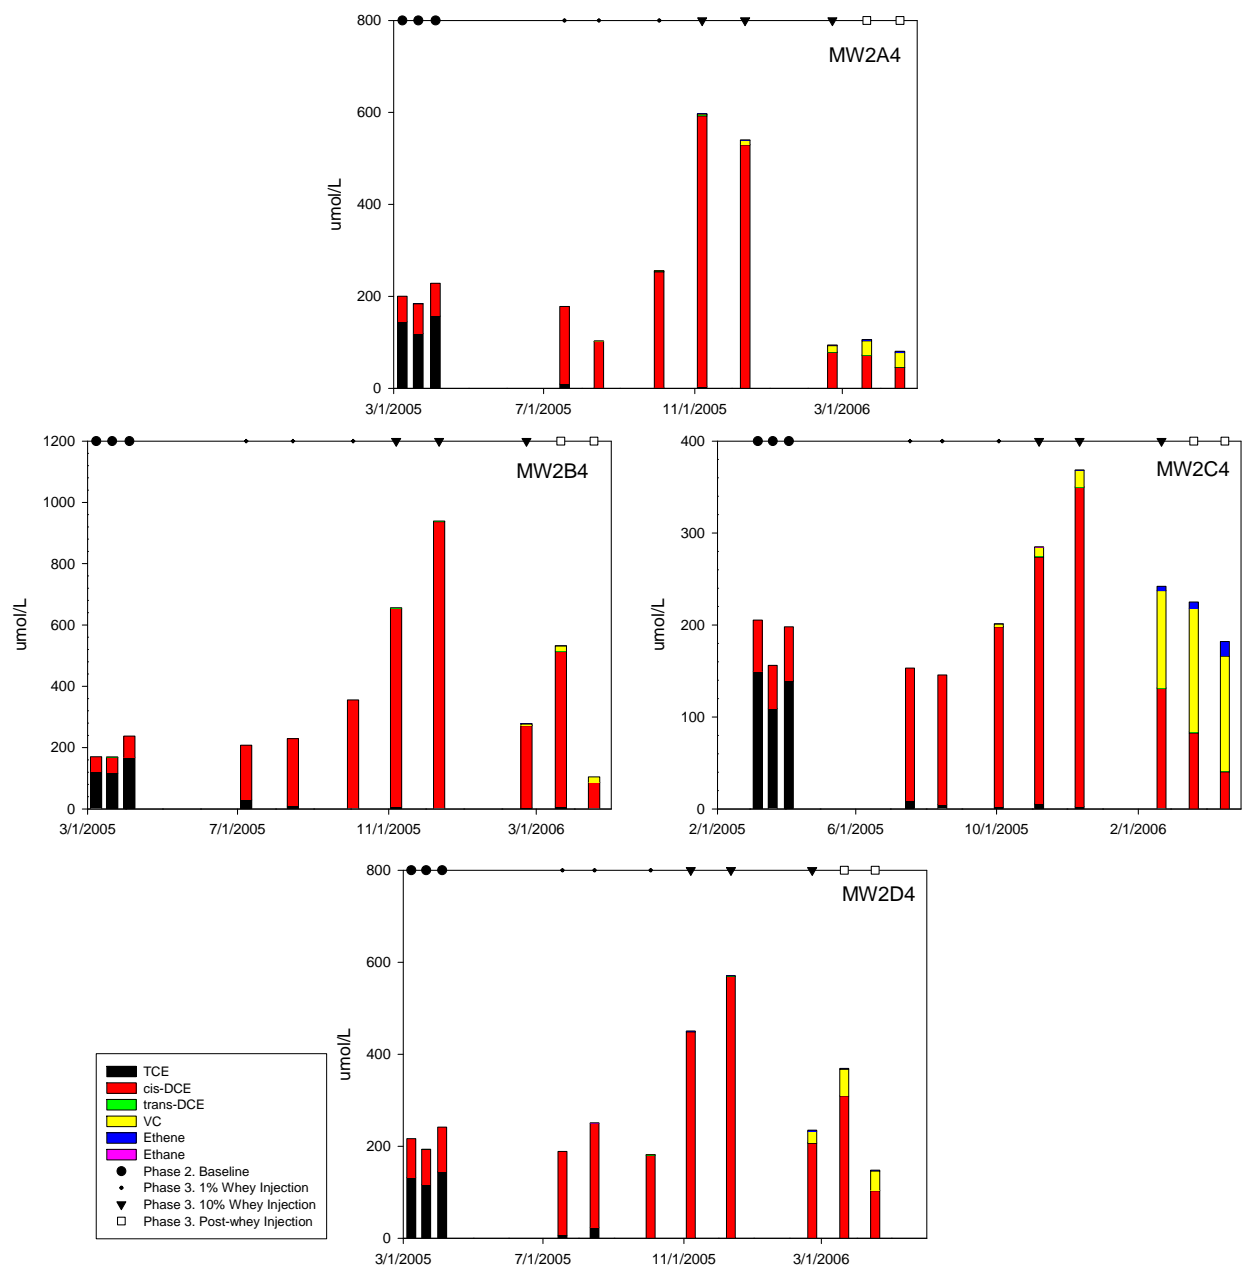 MW2A4
umol/L
800
600
400
200
0
3/1/2005 7/1/2005 11/1/2005 3/1/2006
MW2B4
umol/L
1200
1000
800
600
400
200
0
3/1/2005 7/1/2005 11/1/2005 3/1/2006
MW2C4
umol/L
400
300
200
100
0
2/1/2005 6/1/2005 10/1/2005 2/1/2006
MW2D4
umol/L
800
600
400
200
0
3/1/2005 7/1/2005 11/1/2005 3/1/2006
TCE
cis-DCE
trans-DCE
VC
Ethene
Ethane
Phase 2. Baseline
Phase 3. 1% Whey Injection
Phase 3. 10% Whey Injection
Phase 3. Post-whey Injection